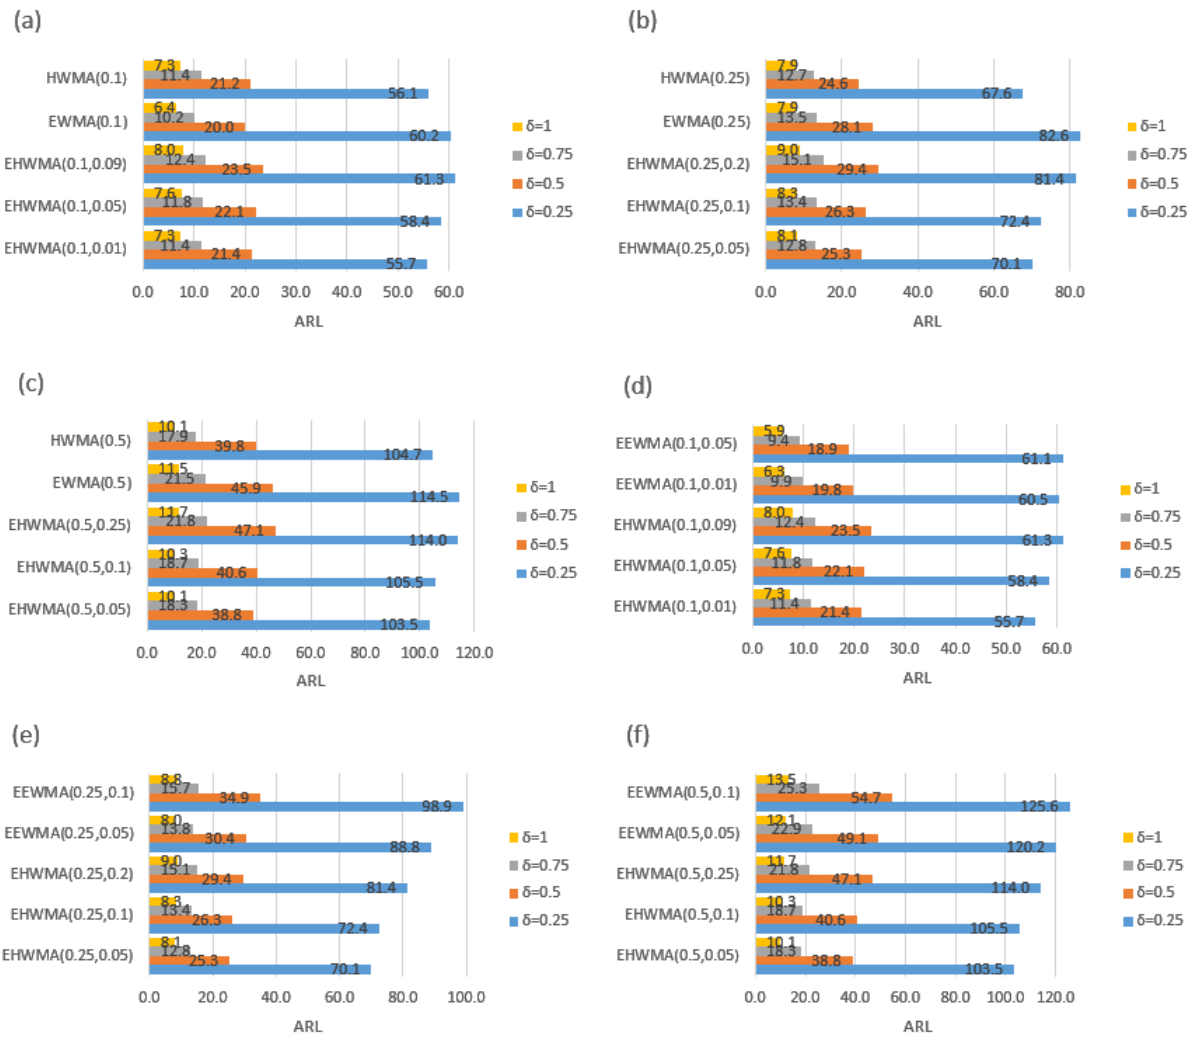 (a)
HWMA(0.1)
7.3
11.4
21.2
56.1
EWMA(0.1)
6.4
10.2
20.0
60.2
EHWMA(0.1,0.09)
8.0
12.4
23.5
61.3
EHWMA(0.1,0.05)
7.6
11.8
22.1
58.4
EHWMA(0.1,0.01)
7.3
11.4
21.4
55.7
0.0 10.0 20.0 30.0 40.0 50.0 60.0
ARL
δ=1
δ=0.75
δ=0.5
δ=0.25
(b)
HWMA(0.25)
7.9
12.7
24.6
67.6
EWMA(0.25)
7.9
13.5
28.1
82.6
EHWMA(0.25,0.2)
9.0
15.1
29.4
81.4
EHWMA(0.25,0.1)
8.3
13.4
26.3
72.4
EHWMA(0.25,0.05)
8.1
12.8
25.3
70.1
0.0 20.0 40.0 60.0 80.0
ARL
δ=1
δ=0.75
δ=0.5
δ=0.25
(c)
HWMA(0.5)
10.1
17.9
39.8
104.7
EWMA(0.5)
11.5
21.5
45.9
114.5
EHWMA(0.5,0.25)
11.7
21.8
47.1
114.0
EHWMA(0.5,0.1)
10.3
18.7
40.6
105.5
EHWMA(0.5,0.05)
10.1
18.3
38.8
103.5
0.0 20.0 40.0 60.0 80.0 100.0 120.0
ARL
δ=1
δ=0.75
δ=0.5
δ=0.25
(d)
EEWMA(0.1,0.05)
5.9
9.4
18.9
61.1
EEWMA(0.1,0.01)
6.3
9.9
19.8
60.5
EHWMA(0.1,0.09)
8.0
12.4
23.5
61.3
EHWMA(0.1,0.05)
7.6
11.8
22.1
58.4
EHWMA(0.1,0.01)
7.3
11.4
21.4
55.7
0.0 10.0 20.0 30.0 40.0 50.0 60.0
ARL
δ=1
δ=0.75
δ=0.5
δ=0.25
(e)
EEWMA(0.25,0.1)
8.8
15.7
34.9
98.9
EEWMA(0.25,0.05)
8.0
13.8
30.4
88.8
EHWMA(0.25,0.2)
9.0
15.1
29.4
81.4
EHWMA(0.25,0.1)
8.3
13.4
26.3
72.4
EHWMA(0.25,0.05)
8.1
12.8
25.3
70.1
0.0 20.0 40.0 60.0 80.0 100.0
ARL
δ=1
δ=0.75
δ=0.5
δ=0.25
(f)
EEWMA(0.5,0.1)
13.5
25.3
54.7
125.6
EEWMA(0.5,0.05)
12.1
22.9
49.1
120.2
EHWMA(0.5,0.25)
11.7
21.8
47.1
114.0
EHWMA(0.5,0.1)
10.3
18.7
40.6
105.5
EHWMA(0.5,0.05)
10.1
18.3
38.8
103.5
0.0 20.0 40.0 60.0 80.0 100.0 120.0
ARL
δ=1
δ=0.75
δ=0.5
δ=0.25